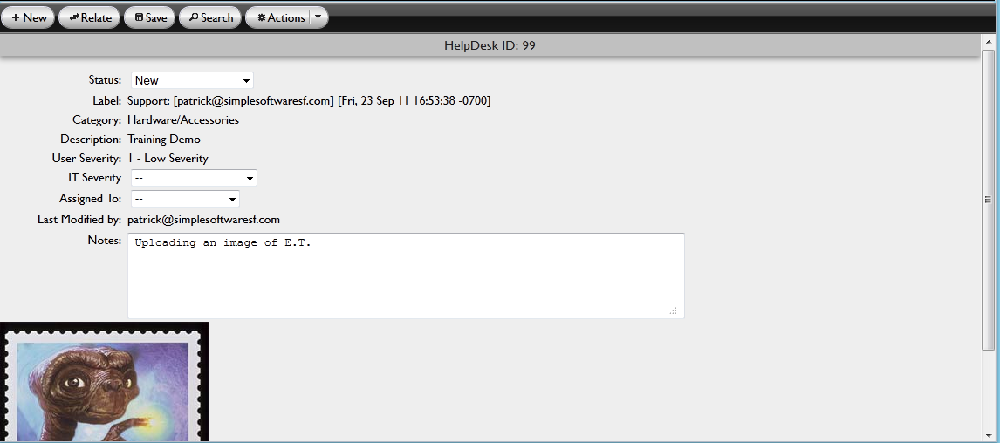 New Relate Save Search Actions
HelpDesk ID: 99
Status: New
Label: Support: [patrick@simplesoftwaresf.com] [Fri, 23 Sep 11 16:53:38 -0700]
Category: Hardware/Accessories
Description: Training Demo
User Severity: 1 - Low Severity
IT Severity --
Assigned To: --
Last Modified by: patrick@simplesoftwaresf.com
Notes: Uploading an image of E.T.